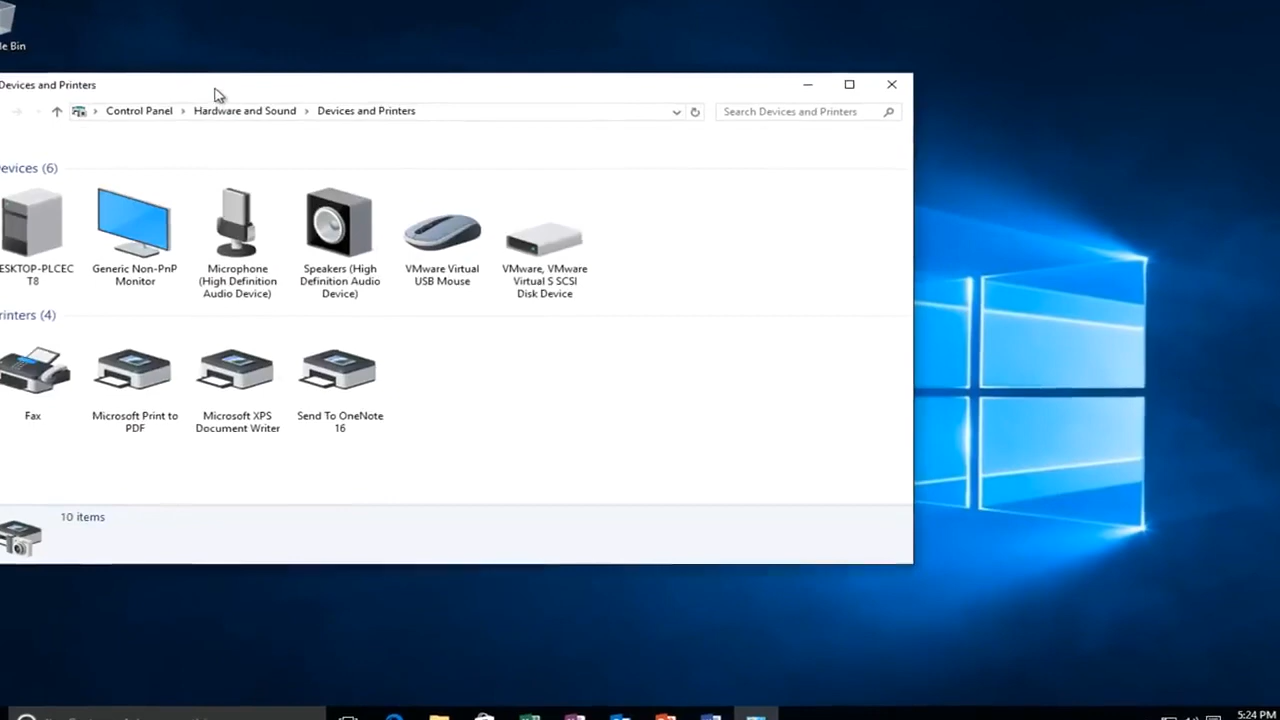 le Bin
Devices and Printers
Control Panel > Hardware and Sound > Devices and Printers
Search Devices and Printers
evices (6)
ESKTOP-PLCEC
T8
Generic Non-PnP
Monitor
Microphone
(High Definition
Audio Device)
Speakers (High
Definition Audio
Device)
VMware Virtual
USB Mouse
VMware, VMware
Virtual S SCSI
Disk Device
rinters (4)
Fax
Microsoft Print to
PDF
Microsoft XPS
Document Writer
Send To OneNote
16
10 items
5:24 PM